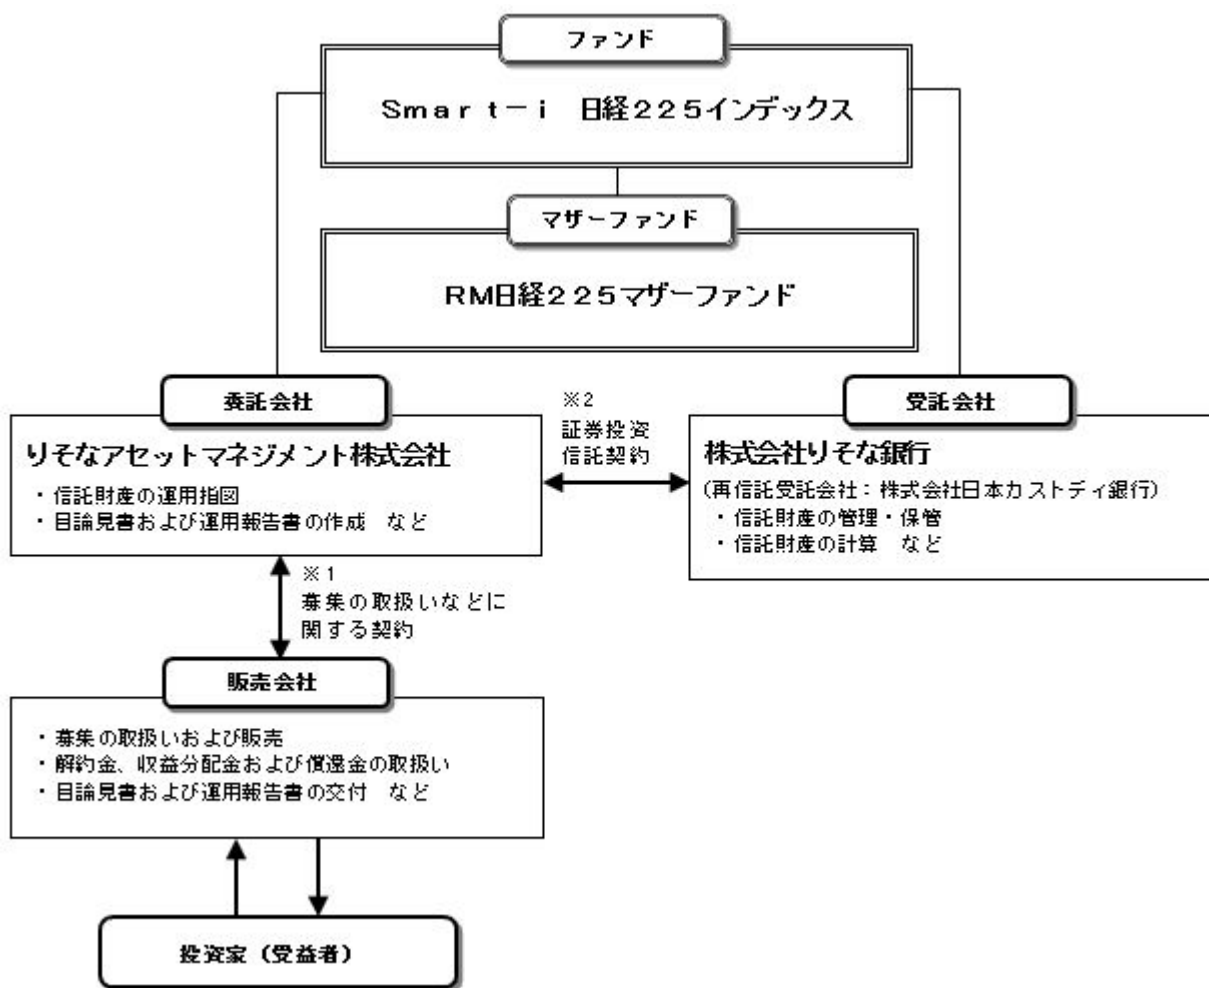 ファンド
Smart-i 日経225インデックス
マザーファンド
RM日経225マザーファンド
委託会社
りそなアセットマネジメント株式会社
・信託財産の運用指図
・目論見書および運用報告書の作成 など
※2
証券投資
信託契約
受託会社
株式会社りそな銀行
(再信託受託会社:株式会社日本カストディ銀行)
・信託財産の管理・保管
・信託財産の計算 など
※1
募集の取扱いなどに
関する契約
販売会社
・募集の取扱いおよび販売
・解約金、収益分配金および償還金の取扱い
・目論見書および運用報告書の交付 など
投資家(受益者)